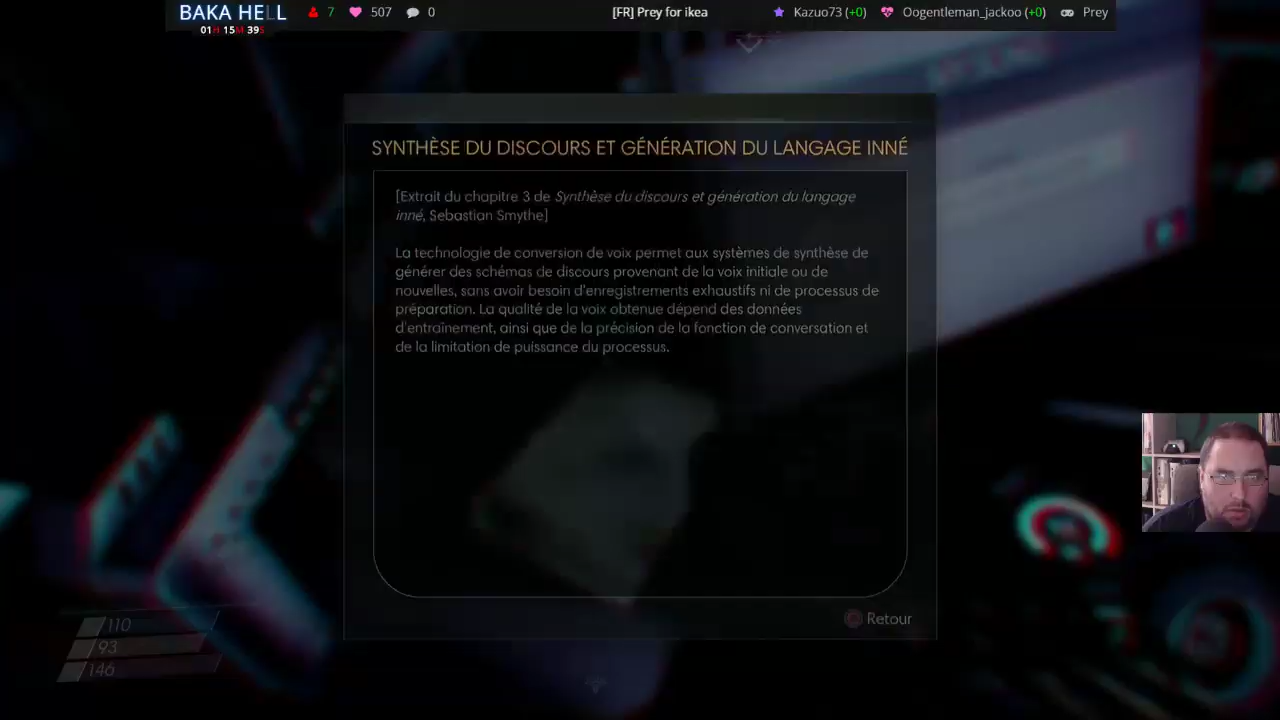 BAKA HELL
7
507
0
[FR] Prey for ikea
Kazuo73 (+0)
Oogentleman_jackoo (+0)
Prey
01H 15M 39S
SYNTHÈSE DU DISCOURS ET GÉNÉRATION DU LANGAGE INNÉ
[Extrait du chapitre 3 de Synthèse du discours et génération du langage
inné, Sebastian Smythe]
La technologie de conversion de voix permet aux systèmes de synthèse de
générer des schémas de discours provenant de la voix initiale ou de
nouvelles, sans avoir besoin d'enregistrements exhaustifs ni de processus de
préparation. La qualité de la voix obtenue dépend des données
d'entraînement, ainsi que de la précision de la fonction de conversation et
de la limitation de puissance du processus.
Retour
110
93
146